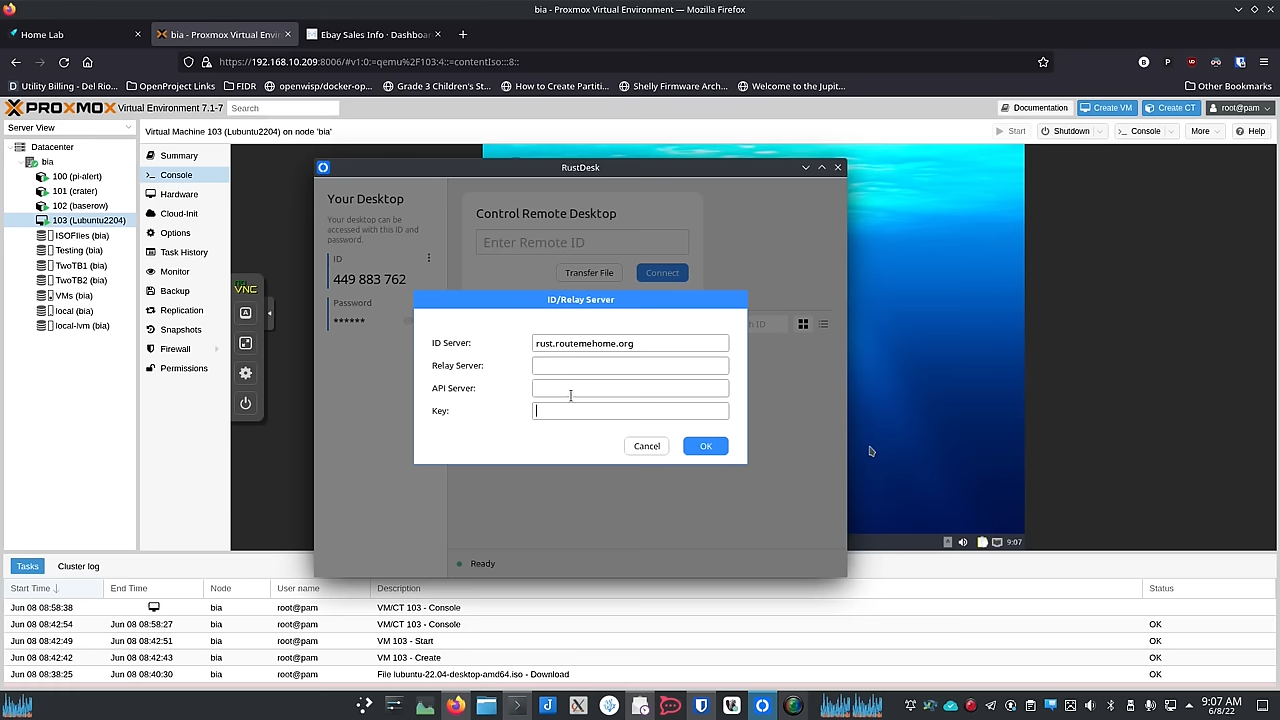 bia - Proxmox Virtual Environment — Mozilla Firefox
Home Lab
bia - Proxmox Virtual Envir
Ebay Sales Info · Dashboar
https://192.168.10.209:8006/#v1:0:=qemu%2F103:4::=contentIso:::8::
Utility Billing - Del Rio...
OpenProject Links
FIDR
openwisp/docker-op...
Grade 3 Children's St...
How to Create Partiti...
Shelly Firmware Arch...
Welcome to the Jupit...
Other Bookmarks
PROXMOX Virtual Environment 7.1-7
Search
Documentation
Create VM
Create CT
root@pam
Server View
Virtual Machine 103 (Lubuntu2204) on node 'bia'
Start
Shutdown
Console
More
Help
Datacenter
bia
100 (pi-alert)
101 (crater)
102 (baserow)
103 (Lubuntu2204)
ISOFiles (bia)
Testing (bia)
TwoTB1 (bia)
TwoTB2 (bia)
VMs (bia)
local (bia)
local-lvm (bia)
Summary
Console
Hardware
Cloud-Init
Options
Task History
Monitor
Backup
Replication
Snapshots
Firewall
Permissions
VNC
A
RustDesk
Your Desktop
Your desktop can be
accessed with this ID and
password.
ID
449 883 762
Password
******
Control Remote Desktop
Enter Remote ID
Transfer File
Connect
ID
ID/Relay Server
ID Server:
rust.routemehome.org
Relay Server:
API Server:
Key:
Cancel
OK
Ready
9:07
Tasks
Cluster log
Start Time
End Time
Node
User name
Description
Status
Jun 08 08:58:38
bia
root@pam
VM/CT 103 - Console
Jun 08 08:42:54
Jun 08 08:58:27
bia
root@pam
VM/CT 103 - Console
OK
Jun 08 08:42:49
Jun 08 08:42:51
bia
root@pam
VM 103 - Start
OK
Jun 08 08:42:42
Jun 08 08:42:43
bia
root@pam
VM 103 - Create
OK
Jun 08 08:38:25
Jun 08 08:40:30
bia
root@pam
File lubuntu-22.04-desktop-amd64.iso - Download
OK
9:07 AM
6/8/22